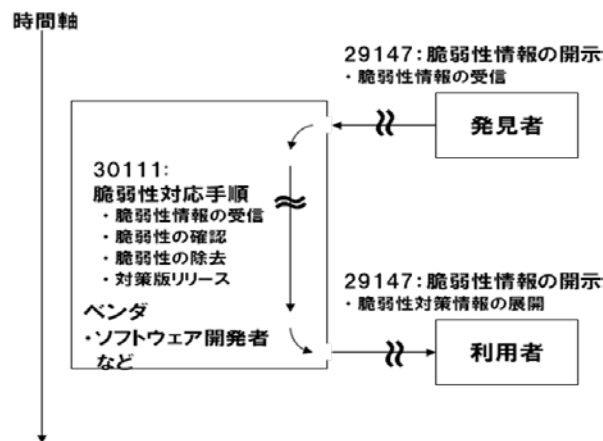 時間軸
29147：脆弱性情報の開示
・脆弱性情報の受信
発見者
30111：
脆弱性対応手順
・脆弱性情報の受信
・脆弱性の確認
・脆弱性の除去
・対策版リリース
ベンダ
・ソフトウェア開発者
など
29147：脆弱性情報の開示
・脆弱性対策情報の展開
利用者